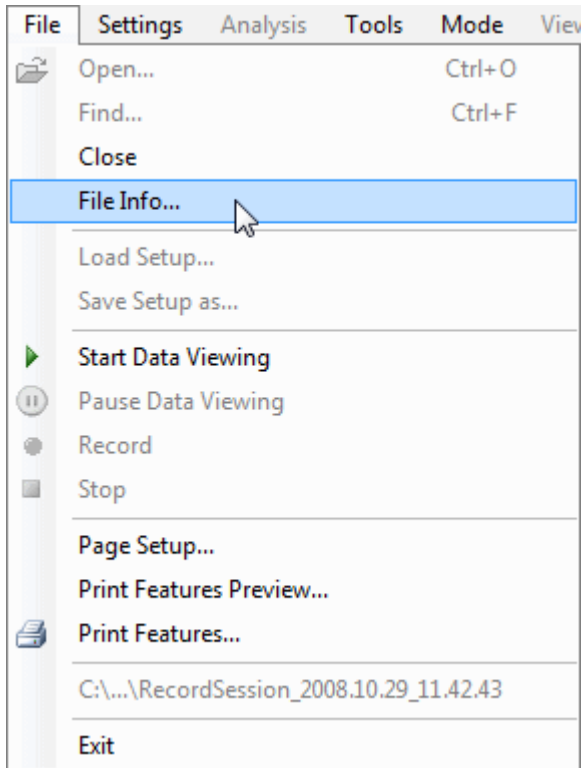 File Settings Analysis Tools Mode View
Open... Ctrl+O
Find... Ctrl+F
Close
File Info...
Load Setup...
Save Setup as...
Start Data Viewing
Pause Data Viewing
Record
Stop
Page Setup...
Print Features Preview...
Print Features...
C:\...\RecordSession_2008.10.29_11.42.43
Exit